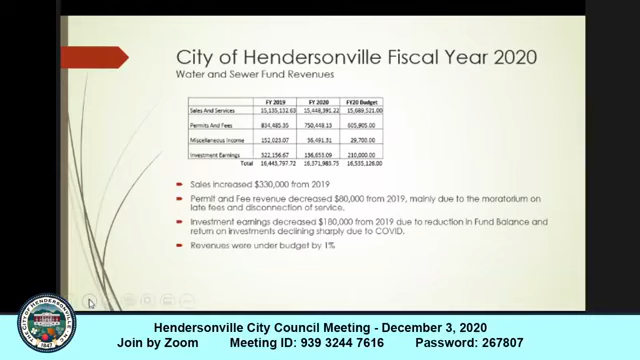 City of Hendersonville Fiscal Year 2020
Water and Sewer Fund Revenues
FY 2019 FY 2020 FY20 Budget
Sales And Services 15,135,132.63 15,448,391.22 15,689,521.00
Permits And Fees 834,485.35 750,448.13 605,905.00
Miscellaneous Income 152,023.07 36,491.31 29,700.00
Investment Earnings 322,156.67 136,653.09 210,000.00
Total 16,443,797.72 16,371,983.75 16,535,126.00
Sales increased $330,000 from 2019
Permit and Fee revenue decreased $80,000 from 2019, mainly due to the moratorium on
late fees and disconnection of service.
Investment earnings decreased $180,000 from 2019 due to reduction in Fund Balance and
return on investments declining sharply due to COVID.
Revenues were under budget by 1%
Hendersonville City Council Meeting - December 3, 2020
Join by Zoom Meeting ID: 939 3244 7616 Password: 267807
THE CITY OF HENDERSONVILLE
1847